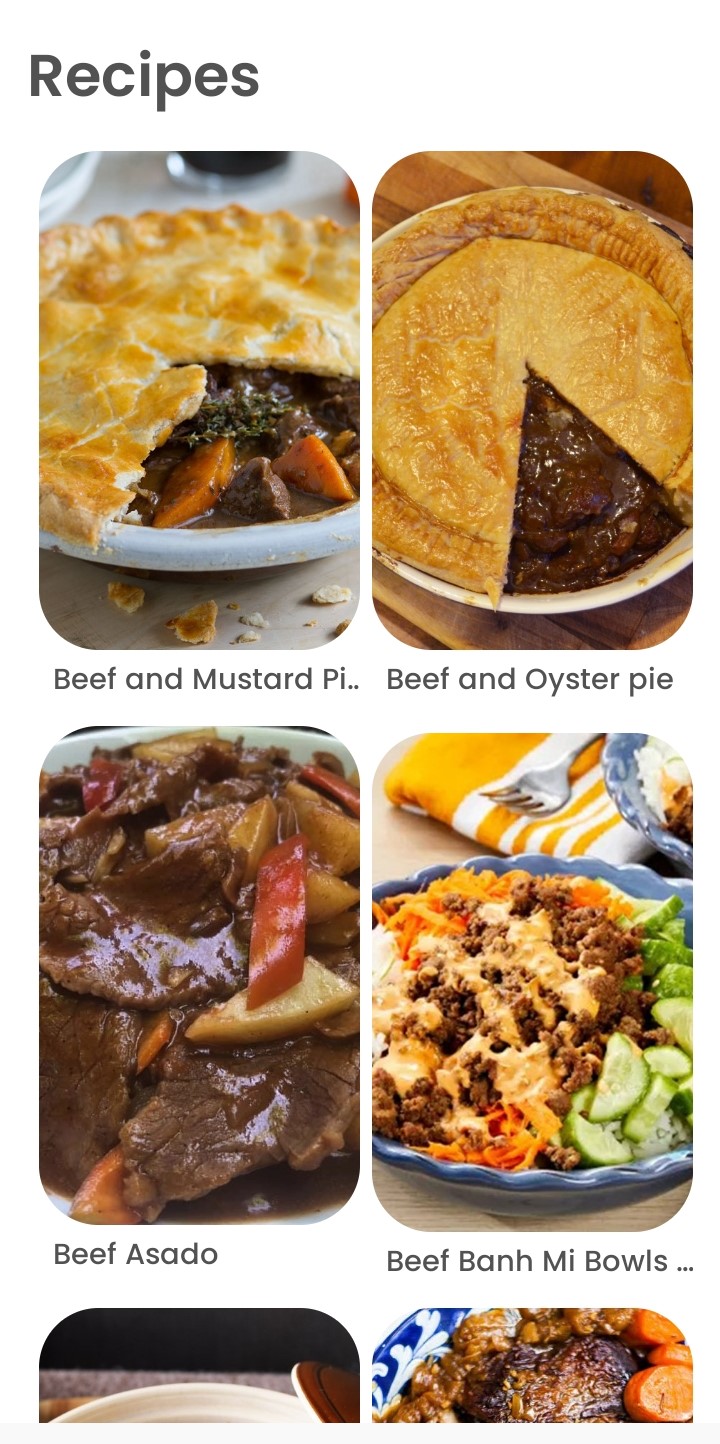 Recipes
Beef and Mustard Pi...
Beef and Oyster pie
Beef Asado
Beef Banh Mi Bowls ...